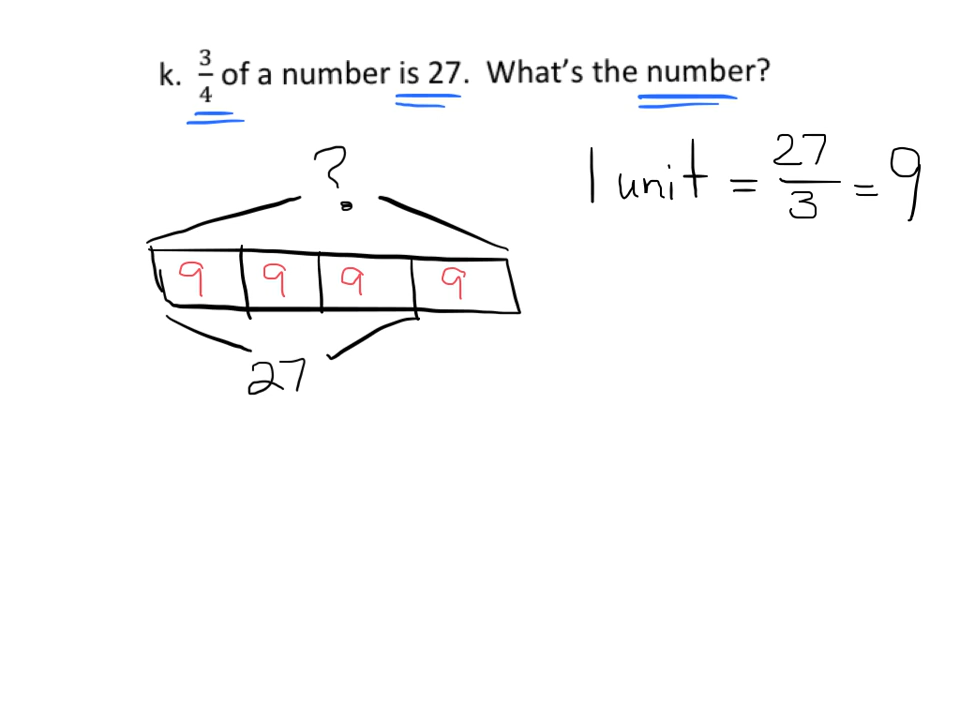 k. 3/4 of a number is 27. What's the number?
?
1 unit = 27/3 = 9
9 9 9 9
27